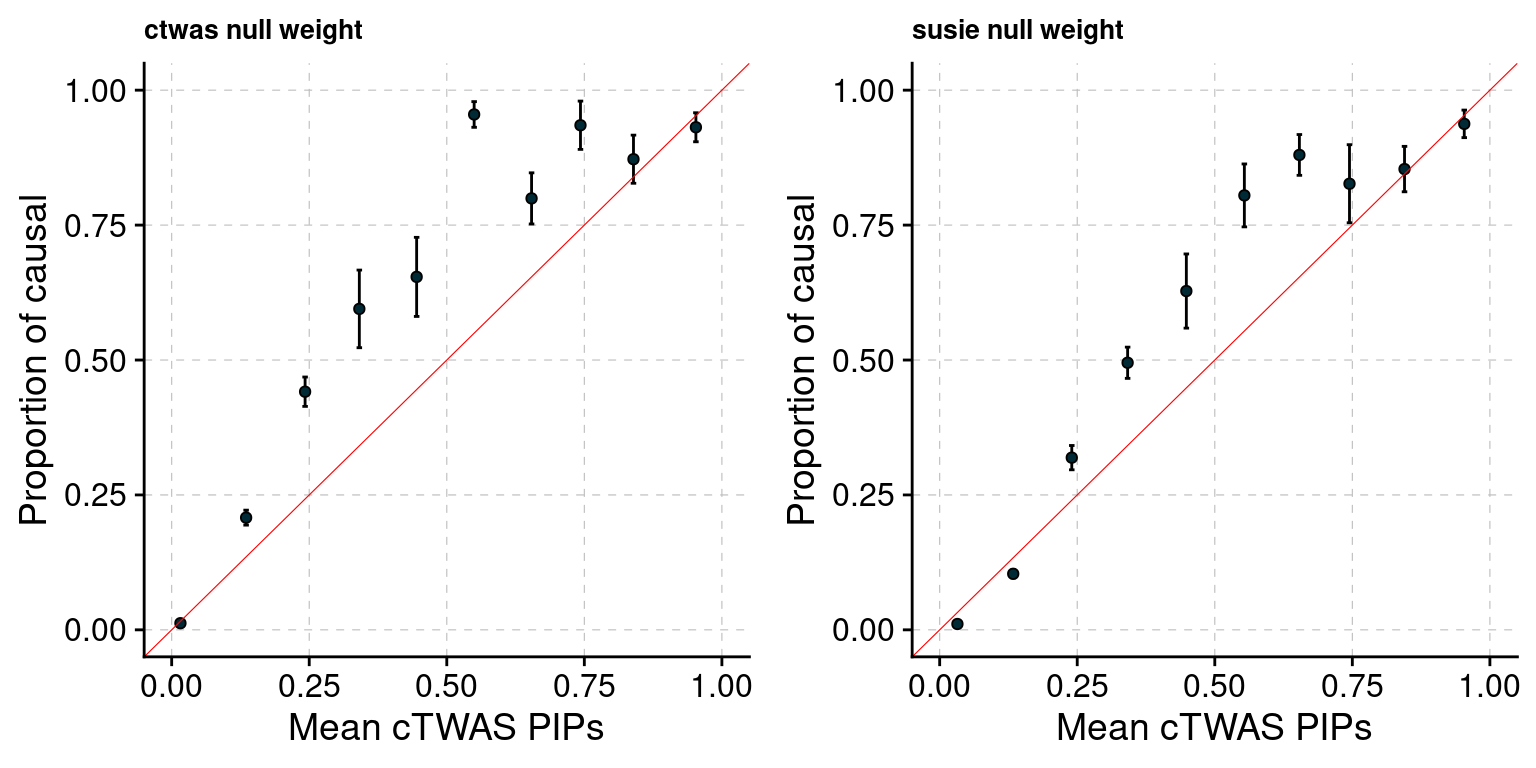 ctwas null weight
1.00
0.75
0.50
0.25
0.00
Proportion of causal
0.00 0.25 0.50 0.75 1.00
Mean cTWAS PIPs
susie null weight
1.00
0.75
0.50
0.25
0.00
Proportion of causal
0.00 0.25 0.50 0.75 1.00
Mean cTWAS PIPs